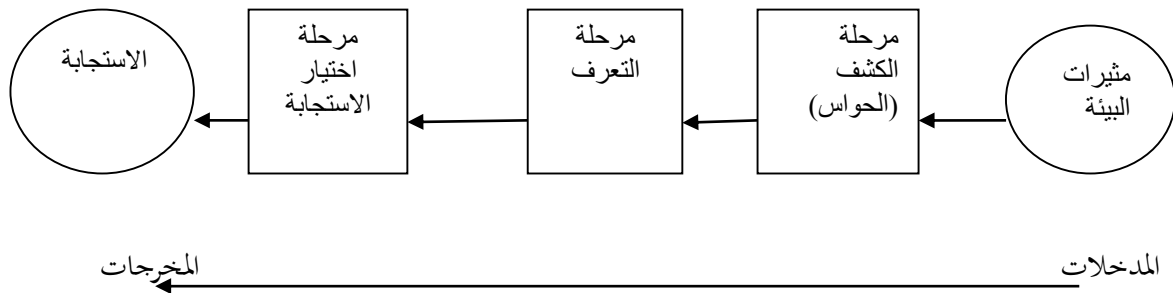 مثيرات
البيئة
مرحلة
الكشف
(الحواس)
مرحلة
التعرف
مرحلة
اختيار
الاستجابة
الاستجابة
المدخلات
المخرجات